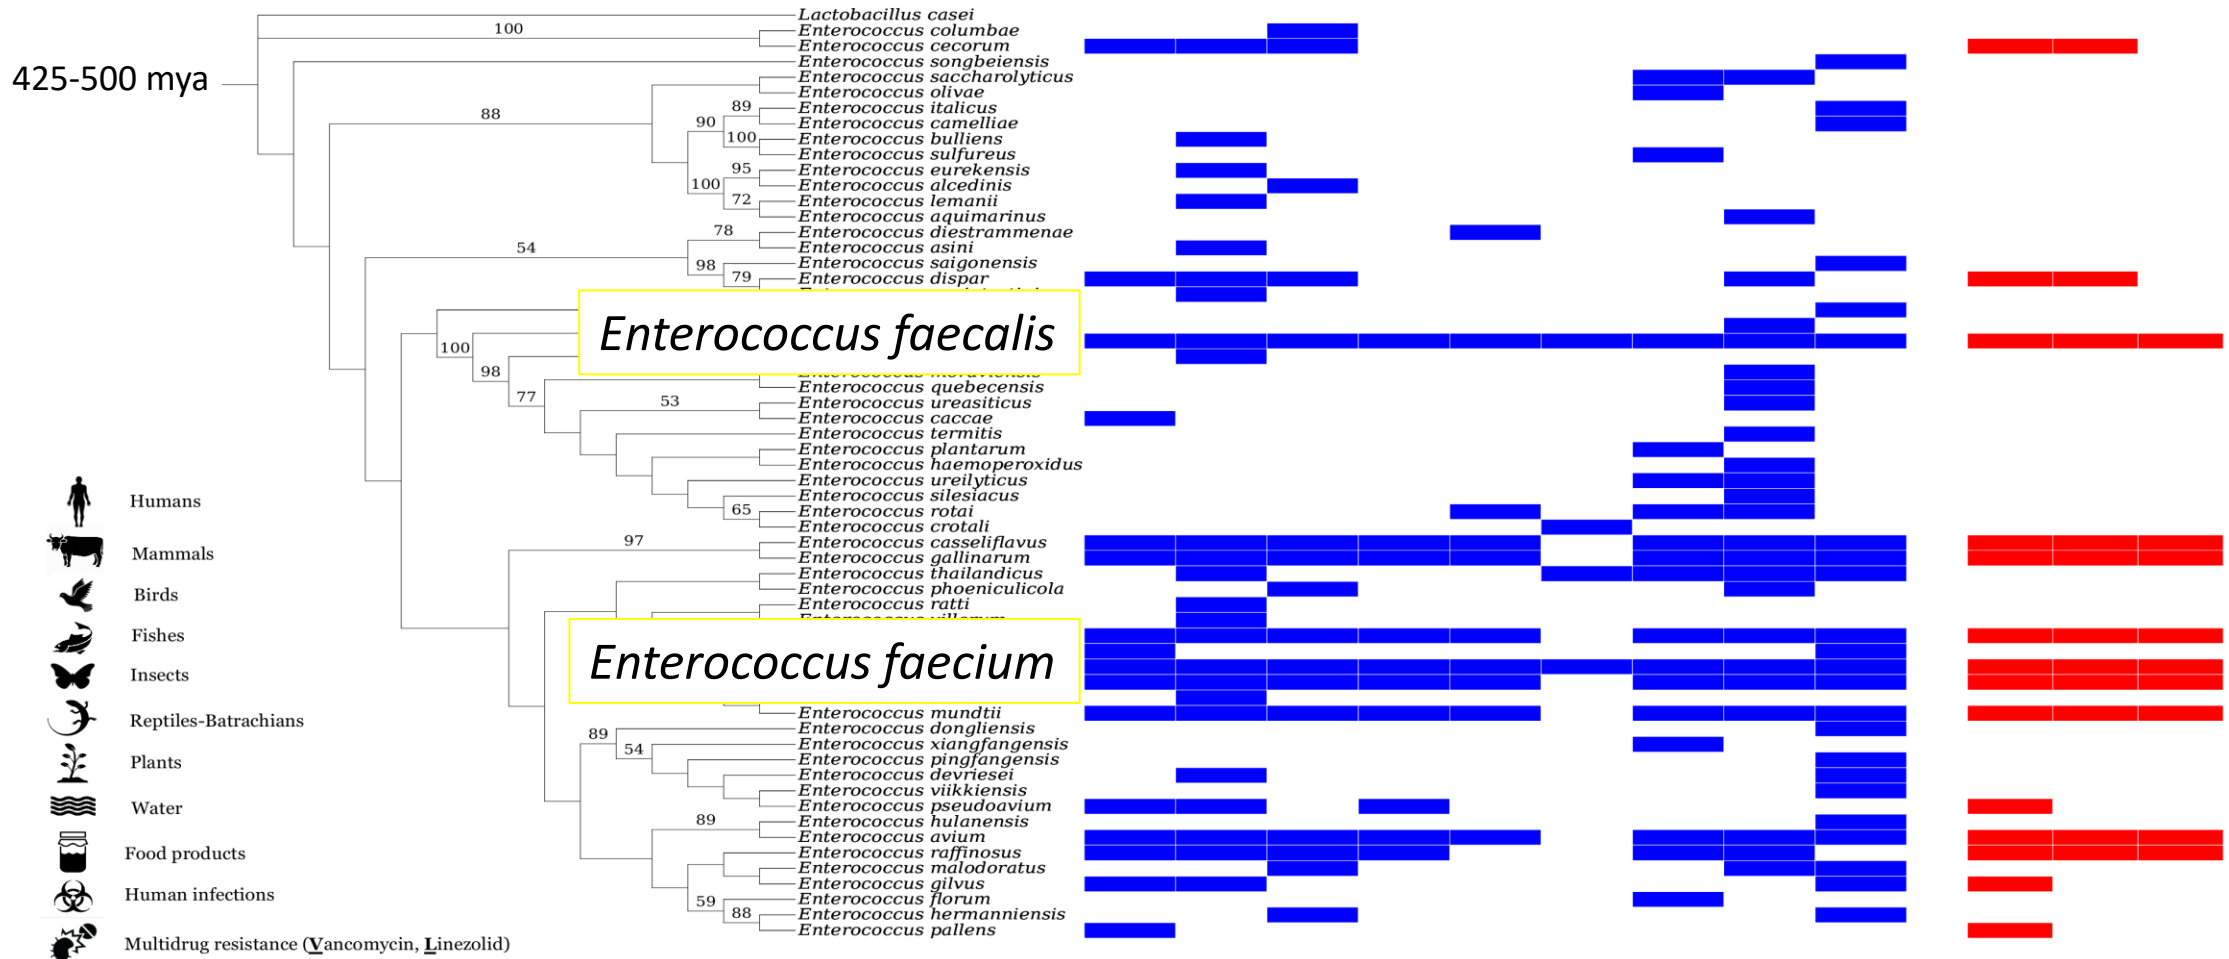 Lactobacillus casei
100
Enterococcus columbae
Enterococcus cecorum
Enterococcus songbeiensis
425-500 mya
Enterococcus saccharolyticus
Enterococcus olivae
88
89
Enterococcus italicus
90
Enterococcus camelliae
100
Enterococcus bulliens
Enterococcus sulfureus
95
Enterococcus eurekensis
100
Enterococcus alcedinis
72
Enterococcus lemanii
Enterococcus aquimarinus
78
Enterococcus diestrammenae
54
Enterococcus asini
98
Enterococcus saigonensis
79
Enterococcus dispar
Enterococcus faecalis
100
98
77
Enterococcus moraviensis
Enterococcus quebecensis
53
Enterococcus ureasiticus
Enterococcus caccae
Enterococcus termitis
Enterococcus plantarum
Enterococcus haemoperoxidus
Enterococcus ureilyticus
Enterococcus silesiacus
65
Enterococcus rotai
Enterococcus crotali
97
Enterococcus casseliflavus
Enterococcus gallinarum
Enterococcus thailandicus
Enterococcus phoeniculicola
Enterococcus ratti
Enterococcus villorum
Enterococcus faecium
Enterococcus mundtii
89
Enterococcus dongliensis
54
Enterococcus xiangfangensis
Enterococcus pingfangensis
Enterococcus devriesei
Enterococcus viikkiensis
Enterococcus pseudoavium
89
Enterococcus hulanensis
Enterococcus avium
Enterococcus raffinosus
Enterococcus malodoratus
Enterococcus gilvus
59
Enterococcus florum
88
Enterococcus hermanniensis
Enterococcus pallens
Humans
Mammals
Birds
Fishes
Insects
Reptiles-Batrachians
Plants
Water
Food products
Human infections
Multidrug resistance (Vancomycin, Linezolid)